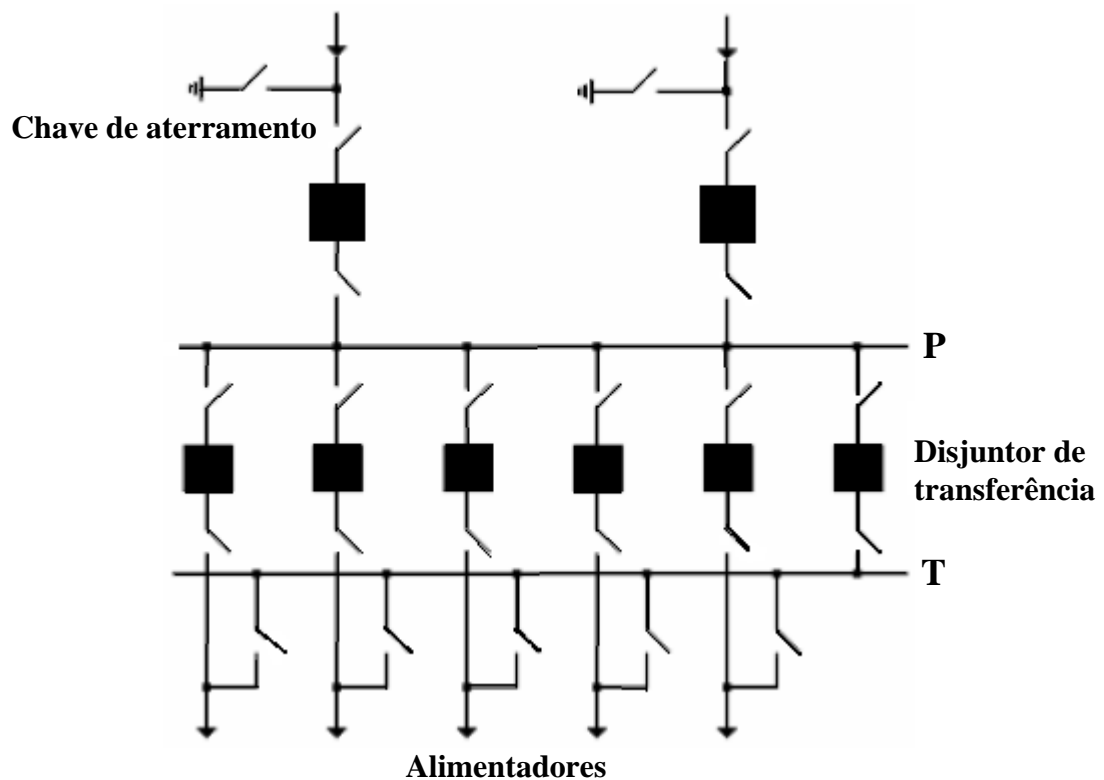 Chave de aterramento
P
Disjuntor de
transferência
T
Alimentadores